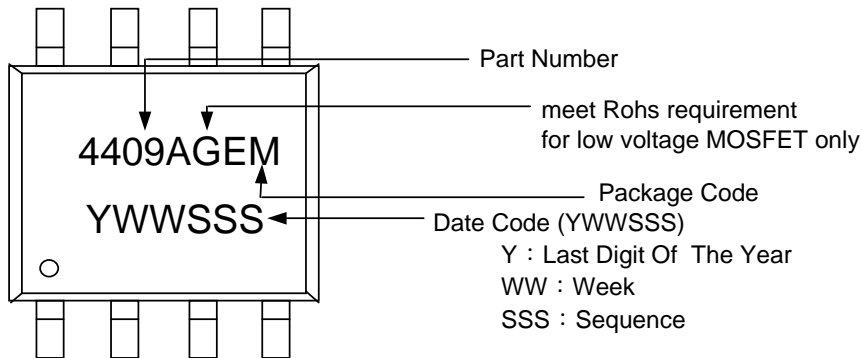 Part Number
meet Rohs requirement
for low voltage MOSFET only
4409AGEM
Package Code
YWWSSS
Date Code (YWWSSS)
Y：Last Digit Of The Year
WW：Week
SSS：Sequence